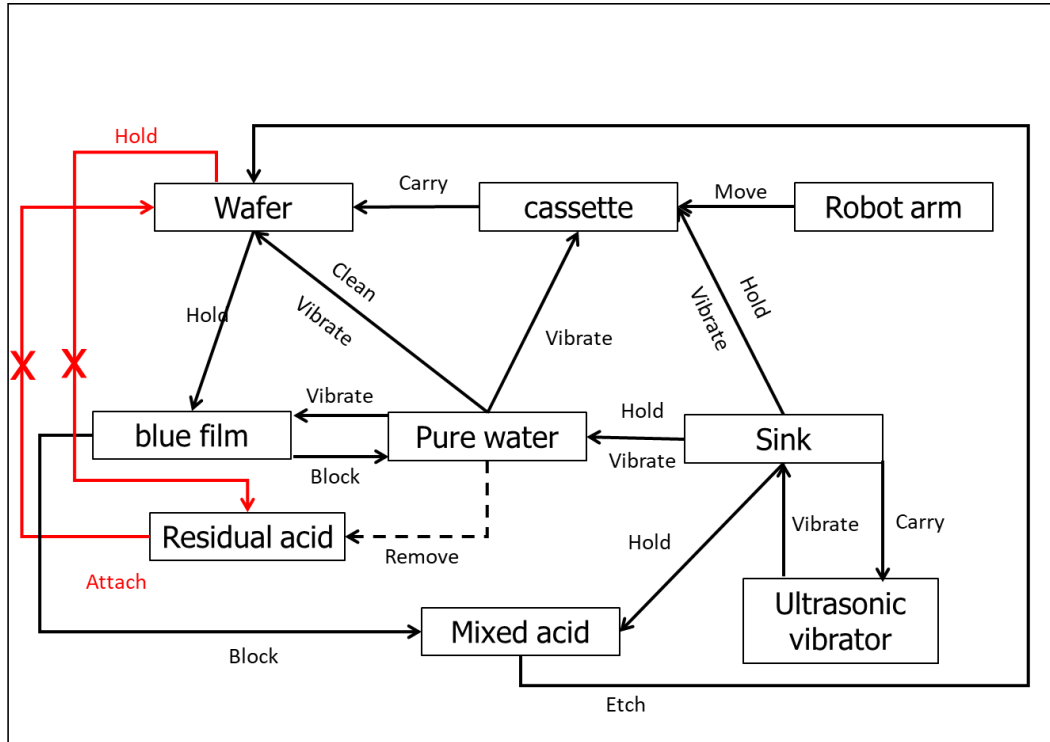 Hold
Wafer
Carry
cassette
Move
Robot arm
Clean
Vibrate
Hold
Vibrate
Hold
Vibrate
X
X
Vibrate
blue film
Block
Pure water
Hold
Vibrate
Sink
Residual acid
Remove
Hold
Vibrate
Carry
Attach
Mixed acid
Ultrasonic
vibrator
Block
Etch